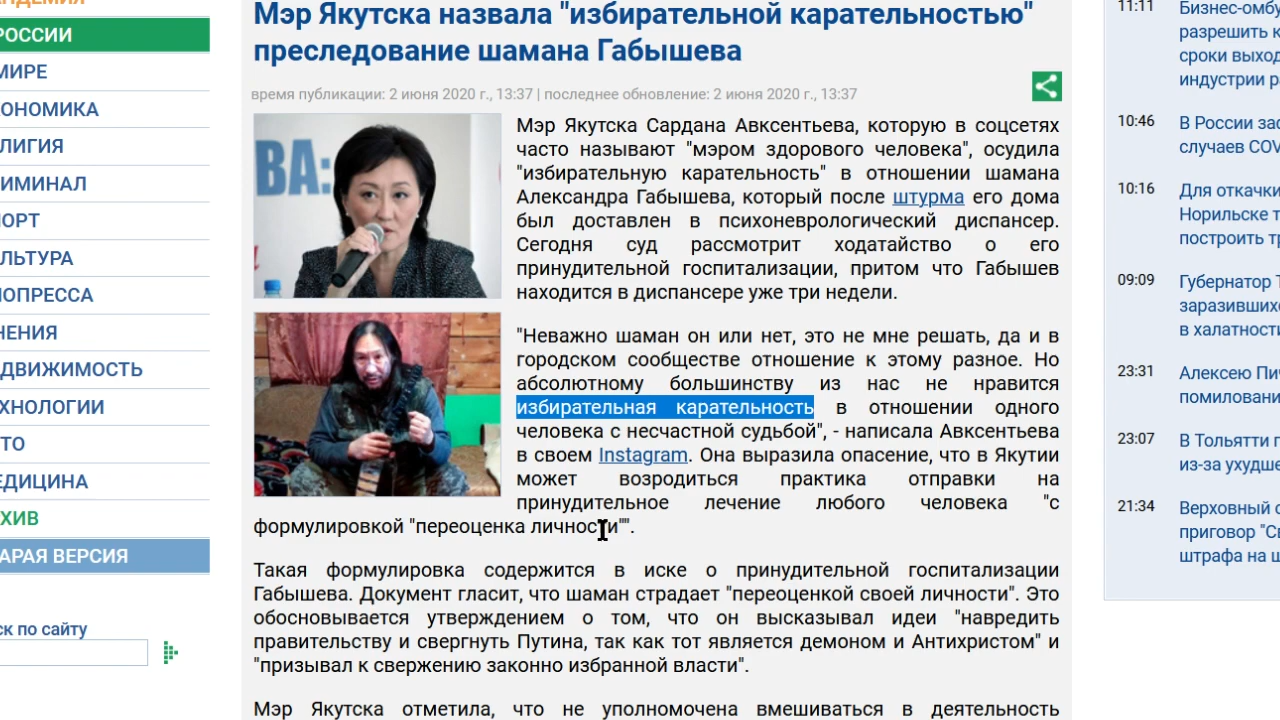 РОССИИ
МИРЕ
КОНОМИКА
ЛИГИЯ
ИМИНАЛ
ОРТ
ЛЬТУРА
ОПРЕССА
НЕНИЯ
ДВИЖИМОСТЬ
ХНОЛОГИИ
ТО
ЕДИЦИНА
ХИВ
АРАЯ ВЕРСИЯ
ск по сайту
Мэр Якутска назвала "избирательной карательностью"
преследование шамана Габышева
время публикации: 2 июня 2020 г., 13:37 | последнее обновление: 2 июня 2020 г., 13:37
ВА:
Мэр Якутска Сардана Авксентьева, которую в соцсетях
часто называют "мэром здорового человека", осудила
"избирательную карательность" в отношении шамана
Александра Габышева, который после штурма его дома
был доставлен в психоневрологический диспансер.
Сегодня суд рассмотрит ходатайство о его
принудительной госпитализации, притом что Габышев
находится в диспансере уже три недели.
"Неважно шаман он или нет, это не мне решать, да и в
городском сообществе отношение к этому разное. Но
абсолютному большинству из нас не нравится
избирательная карательность в отношении одного
человека с несчастной судьбой", - написала Авксентьева
в своем Instagram. Она выразила опасение, что в Якутии
может возродиться практика отправки на
принудительное лечение любого человека "с
формулировкой "переоценка личности"".
Такая формулировка содержится в иске о принудительной госпитализации
Габышева. Документ гласит, что шаман страдает "переоценкой своей личности". Это
обосновывается утверждением о том, что он высказывал идеи "навредить
правительству и свергнуть Путина, так как тот является демоном и Антихристом" и
"призывал к свержению законно избранной власти".
Мэр Якутска отметила, что не уполномочена вмешиваться в деятельность
11:11 Бизнес-омбу
разрешить к
сроки выход
индустрии р
10:46 В России зас
случаев COV
10:16 Для откачки
Норильске т
построить тр
09:09 Губернатор Т
заразившихс
в халатности
23:31 Алексею Пич
помиловани
23:07 В Тольятти п
из-за ухудше
21:34 Верховный с
приговор "Св
штрафа на ш